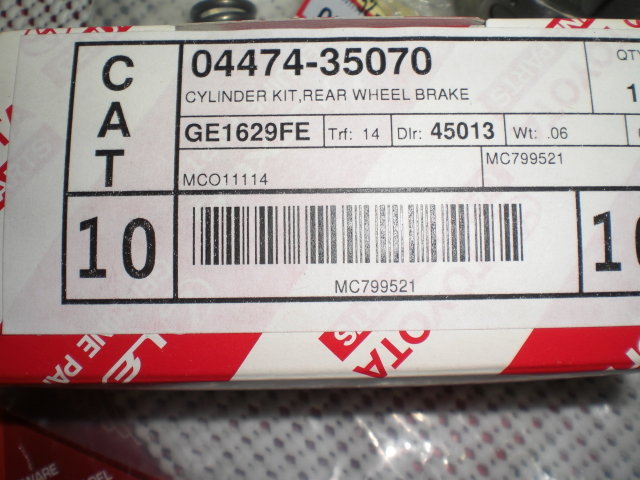 CAT
04474-35070
CYLINDER KIT,REAR WHEEL BRAKE
QTY
1
GE1629FE Trf: 14 Dlr: 45013 Wt: .06
MCO11114
MC799521
10
MC799521
10
TOYOTA